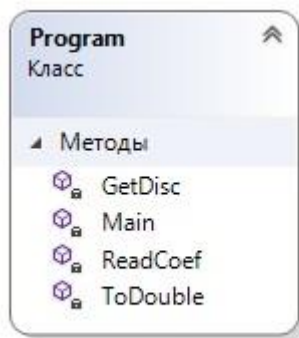 Program
Класс
Методы
GetDisc
Main
ReadCoef
ToDouble